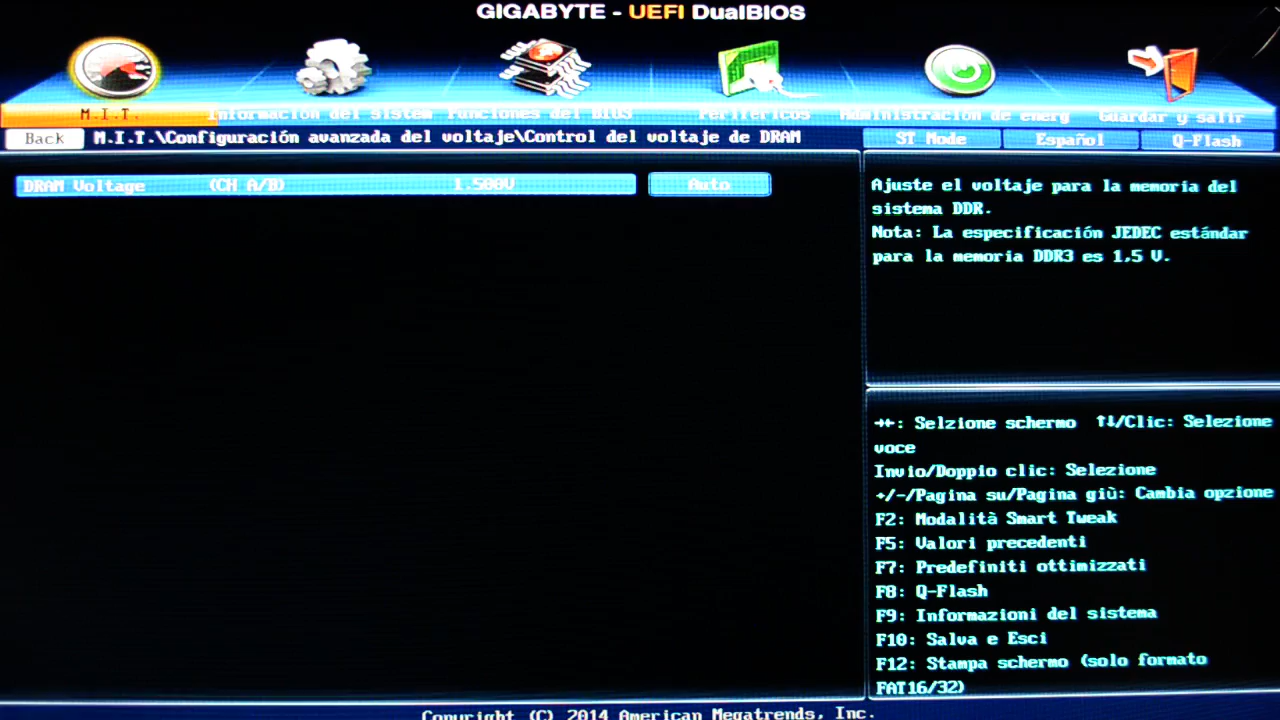 GIGABYTE - UEFI DualBIOS
M.I.T. Información del sistem Funciones del BIOS Periféricos Administración de energ Guardar y salir
Back M.I.T.\Configuración avanzada del voltaje\Control del voltaje de DRAM ST Mode Español Q-Flash
DRAM Voltage (CH A/B) 1.500V Auto
Ajuste el voltaje para la memoria del
sistema DDR.
Nota: La especificación JEDEC estándar
para la memoria DDR3 es 1,5 V.
→←: Selzione schermo ↑↓/Clic: Selezione
voce
Invio/Doppio clic: Selezione
+/-/Pagina su/Pagina giù: Cambia opzione
F2: Modalità Smart Tweak
F5: Valori precedenti
F7: Predefiniti ottimizzati
F8: Q-Flash
F9: Informazioni del sistema
F10: Salva e Esci
F12: Stampa schermo (solo formato
FAT16/32)
Copyright (C) 2014 American Megatrends, Inc.